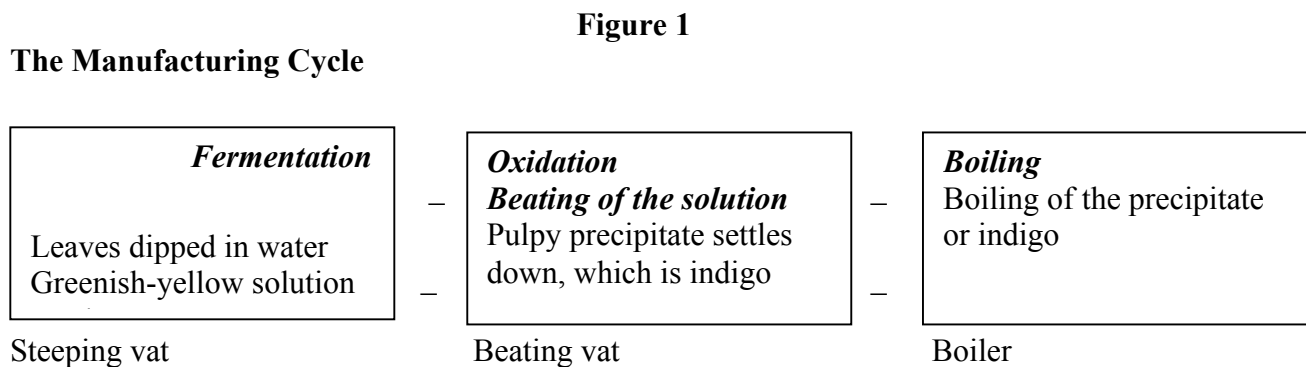 Figure 1
The Manufacturing Cycle
Fermentation
Leaves dipped in water
Greenish-yellow solution
Steeping vat
–
–
Oxidation
Beating of the solution
Pulpy precipitate settles
down, which is indigo
Beating vat
–
–
Boiling
Boiling of the precipitate
or indigo
Boiler